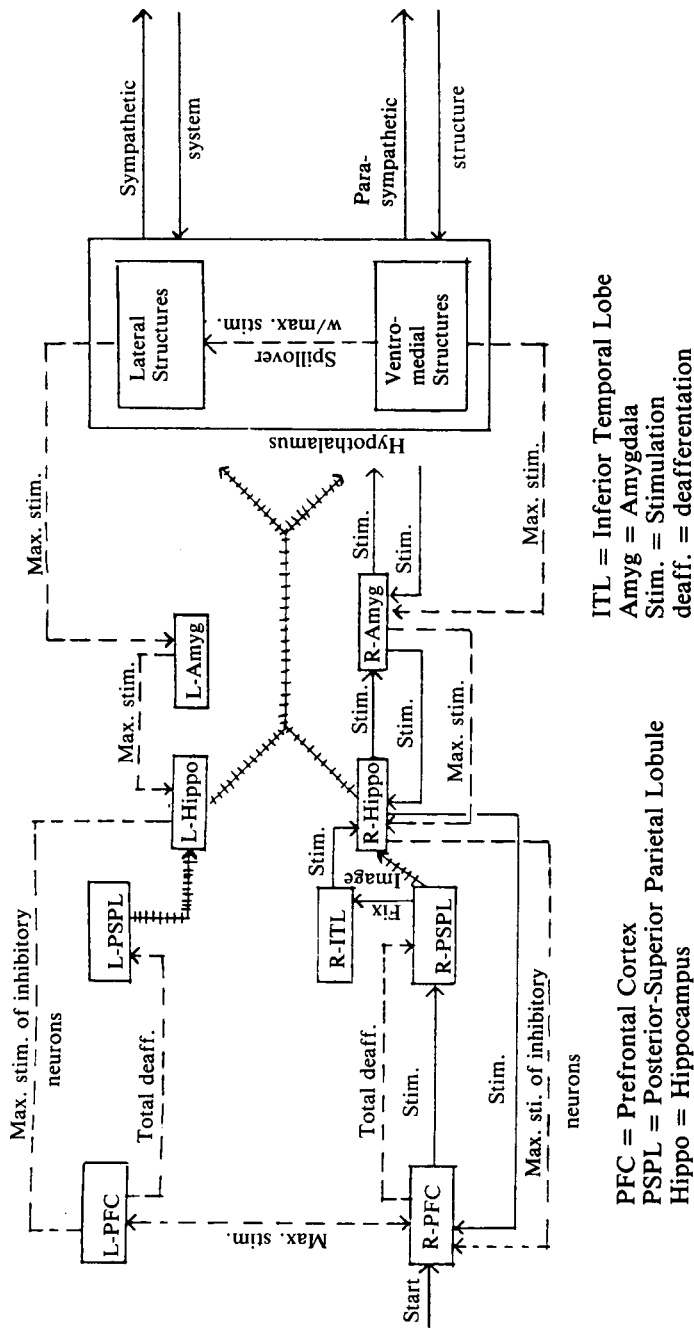 L-PFC
Max. stim. of inhibitory
neurons
Total deaff.
L-PSPL
L-Hippo
Max. stim.
L-Amyg
Max. stim.
Hypothalamus
Lateral
Structures
Spillover
w/max. stim.
Ventro-
medial
Structures
Sympathetic
system
Para-
sympathetic
structure
Max. stim.
Start
R-PFC
Total deaff.
Stim.
R-ITL
Fix
Image
R-PSPL
Stim.
R-Hippo
Stim.
Stim.
R-Amyg
Stim.
Stim.
Max. stim.
Max. stim.
Stim.
Max. sti. of inhibitory
neurons
PFC = Prefrontal Cortex
PSPL = Posterior-Superior Parietal Lobule
Hippo = Hippocampus
ITL = Inferior Temporal Lobe
Amyg = Amygdala
Stim. = Stimulation
deaff. = deafferentation